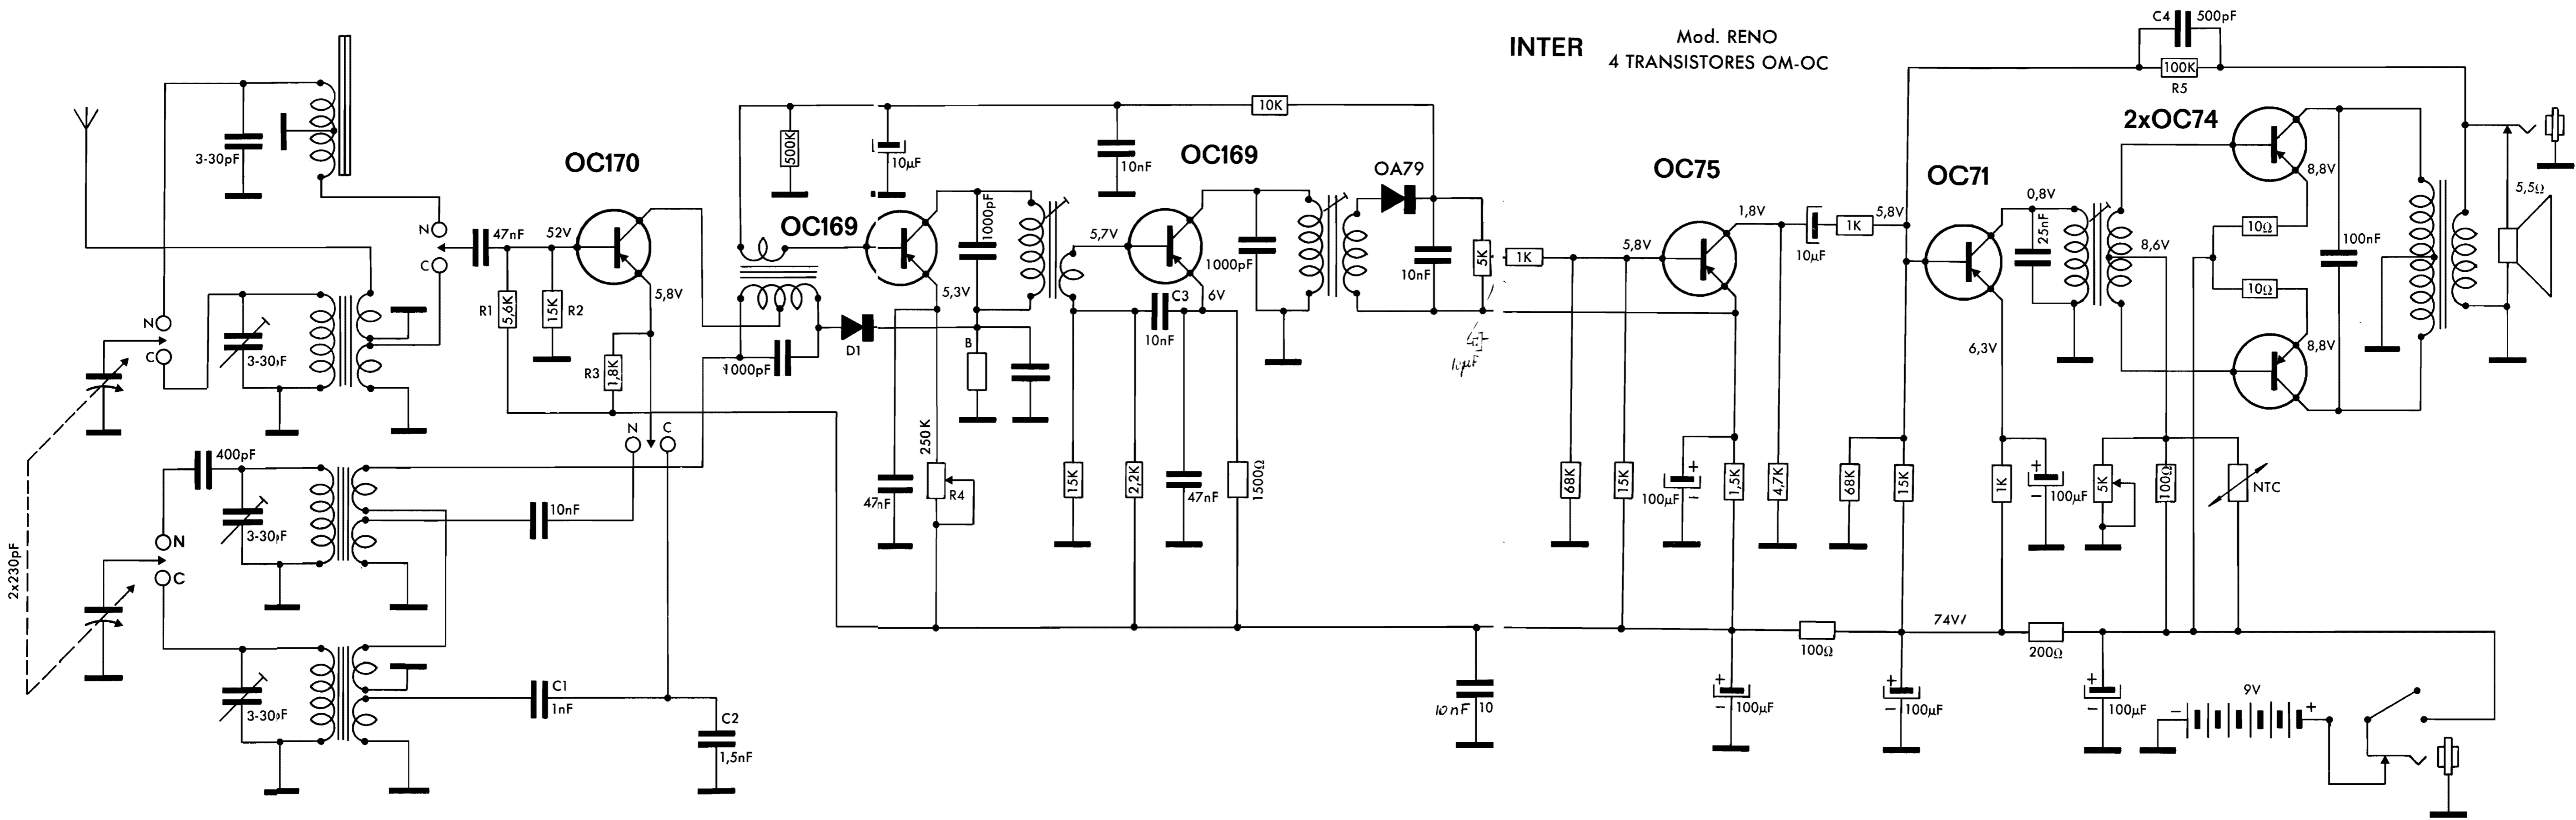 INTER
Mod. RENO
4 TRANSISTORES OM-OC
C4 500pF
100K
R5
2xOC74
8,8V
5,5Ω
10Ω
10Ω
8,8V
100nF
3-30pF
OC170
47nF
52V
N
C
R1 5,6K
15K R2
5,8V
R3 1,8K
N C
500K
10µF
10nF
10K
OC169
1000pF
5,3V
D1
B
1000pF
OC169
5,7V
C3
10nF
6V
1000pF
OA79
10nF
5K
10µF
OC75
1K
5,8V
1,8V
10µF
1K
5,8V
OC71
0,8V
25nF
8,6V
6,3V
N
C
3-30pF
2x230pF
400pF
3-30pF
N
C
10nF
3-30pF
C1
1nF
C2
1,5nF
47nF
250K
R4
15K
2,2K
47nF
1500Ω
68K
15K
+
100µF
-
1,5K
4,7K
68K
15K
1K
+
100µF
-
5K
100Ω
NTC
100Ω
74V
200Ω
10nF 10
+
- 100µF
+
- 100µF
+
- 100µF
9V
- +